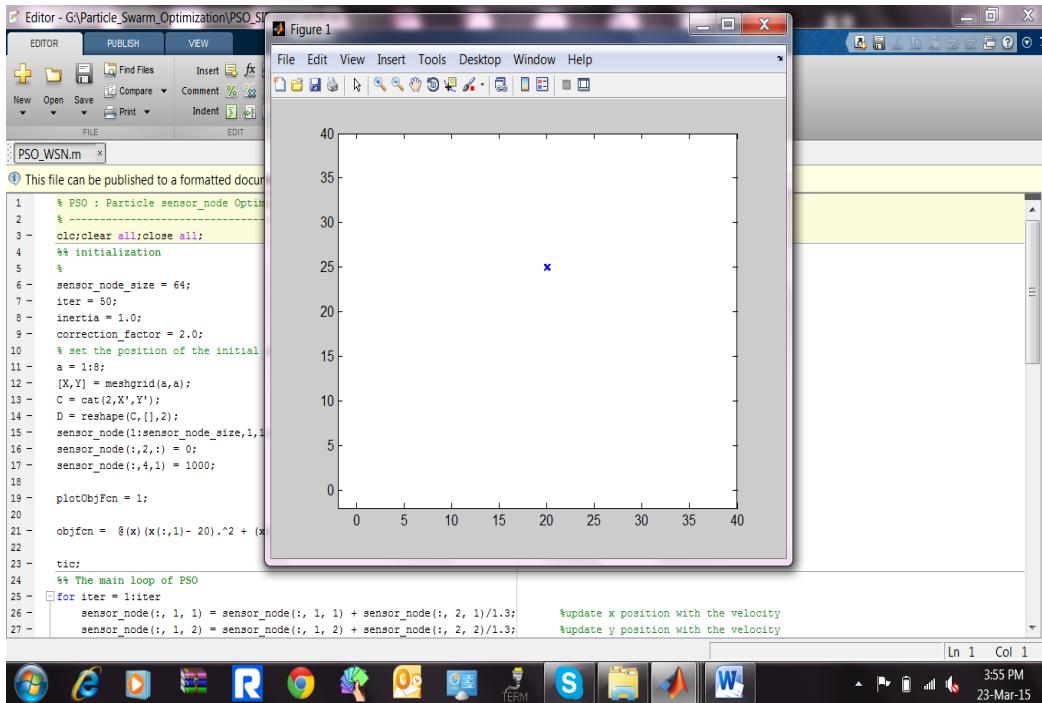 Editor - G:\Particle_Swarm_Optimization\PSO_SI
Figure 1
EDITOR PUBLISH VIEW
File Edit View Insert Tools Desktop Window Help
New Open Save
Find Files
Compare
Print
Insert fx
Comment %
Indent
FILE EDIT
PSO_WSN.m ×
This file can be published to a formatted docum
1 % PSO : Particle sensor_node Optim
2 % --------------------------------
3 - clc;clear all;close all;
4 %% initialization
5 %
6 - sensor_node_size = 64;
7 - iter = 50;
8 - inertia = 1.0;
9 - correction_factor = 2.0;
10 % set the position of the initial
11 - a = 1:8;
12 - [X,Y] = meshgrid(a,a);
13 - C = cat(2,X',Y');
14 - D = reshape(C,[],2);
15 - sensor_node(1:sensor_node_size,1,1
16 - sensor_node(:,2,:) = 0;
17 - sensor_node(:,4,1) = 1000;
18
19 - plotObjFcn = 1;
20
21 - objfcn = @(x)(x(:,1)- 20).^2 + (x
22
23 - tic;
24 %% The main loop of PSO
25 - for iter = 1:iter
26 - sensor_node(:, 1, 1) = sensor_node(:, 1, 1) + sensor_node(:, 2, 1)/1.3; %update x position with the velocity
27 - sensor_node(:, 1, 2) = sensor_node(:, 1, 2) + sensor_node(:, 2, 2)/1.3; %update y position with the velocity
40
35
30
25
20
15
10
5
0
0 5 10 15 20 25 30 35 40
Ln 1 Col 1
TERM
3:55 PM
23-Mar-15